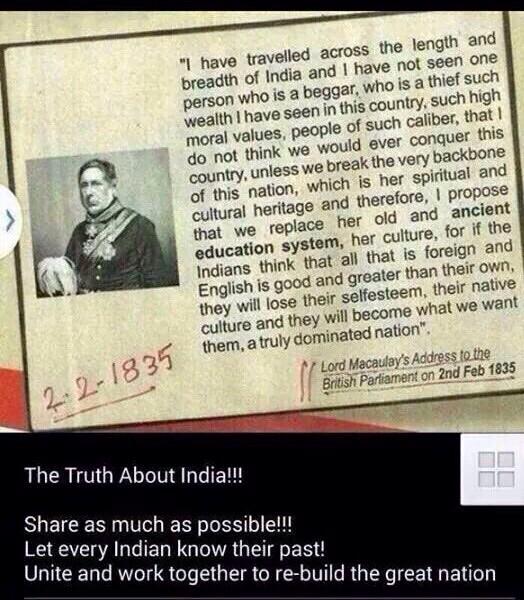 "I have travelled across the length and
breadth of India and I have not seen one
person who is a beggar, who is a thief such
wealth I have seen in this country, such high
moral values, people of such caliber, that I
do not think we would ever conquer this
country, unless we break the very backbone
of this nation, which is her spiritual and
cultural heritage and therefore, I propose
that we replace her old and ancient
education system, her culture, for if the
Indians think that all that is foreign and
English is good and greater than their own,
they will lose their selfesteem, their native
culture and they will become what we want
them, a truly dominated nation".
Lord Macaulay's Address to the
British Parliament on 2nd Feb 1835
2-2-1835
The Truth About India!!!
Share as much as possible!!!
Let every Indian know their past!
Unite and work together to re-build the great nation